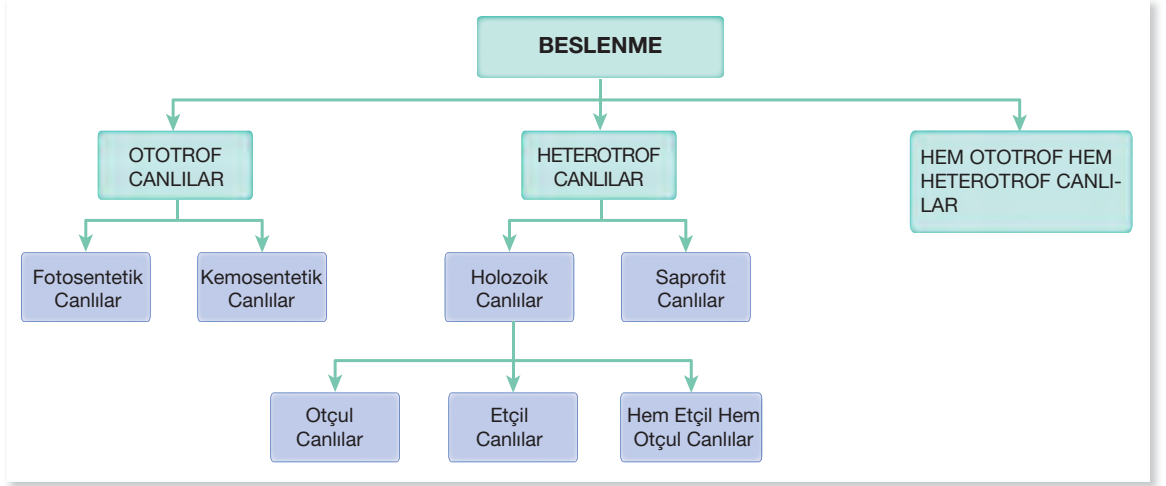 BESLENME
OTOTROF
CANLILAR
HETEROTROF
CANLILAR
HEM OTOTROF HEM
HETEROTROF CANLI-
LAR
Fotosentetik
Canlılar
Kemosentetik
Canlılar
Holozoik
Canlılar
Saprofit
Canlılar
Otçul
Canlılar
Etçil
Canlılar
Hem Etçil Hem
Otçul Canlılar